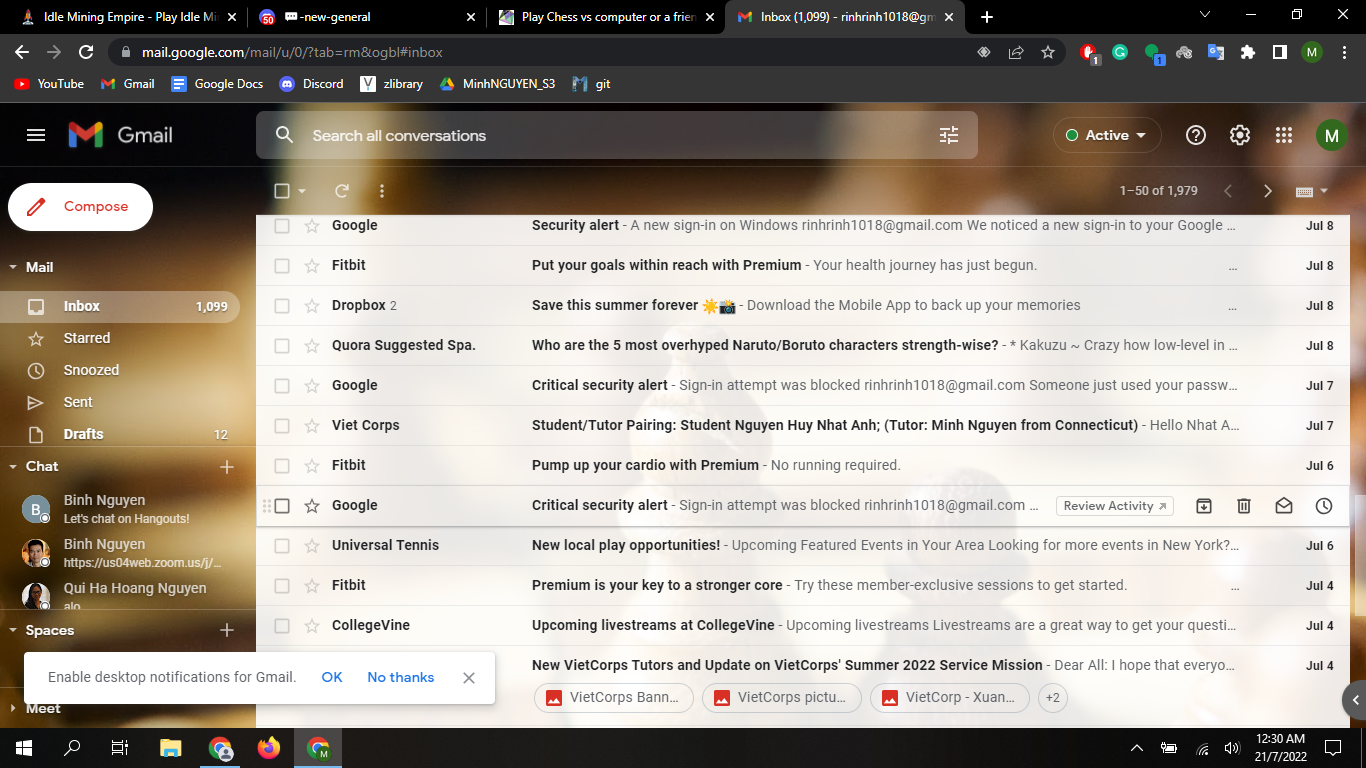 Idle Mining Empire - Play Idle Mi
50 -new-general
Play Chess vs computer or a frien
Inbox (1,099) - rinhrinh1018@gm
mail.google.com/mail/u/0/?tab=rm&ogbl#inbox
1
1
M
YouTube
Gmail
Google Docs
Discord
zlibrary
MinhNGUYEN_S3
git
Gmail
Search all conversations
Active
M
Compose
1–50 of 1,979
Mail
Inbox 1,099
Starred
Snoozed
Sent
Drafts 12
Chat
B
Binh Nguyen
Let's chat on Hangouts!
Binh Nguyen
https://us04web.zoom.us/j/...
Qui Ha Hoang Nguyen
alo
Spaces
Meet
Google Security alert - A new sign-in on Windows rinhrinh1018@gmail.com We noticed a new sign-in to your Google ... Jul 8
Fitbit Put your goals within reach with Premium - Your health journey has just begun. ... Jul 8
Dropbox 2 Save this summer forever ☀️📸 - Download the Mobile App to back up your memories ... Jul 8
Quora Suggested Spa. Who are the 5 most overhyped Naruto/Boruto characters strength-wise? - * Kakuzu ~ Crazy how low-level in ... Jul 8
Google Critical security alert - Sign-in attempt was blocked rinhrinh1018@gmail.com Someone just used your passw... Jul 7
Viet Corps Student/Tutor Pairing: Student Nguyen Huy Nhat Anh; (Tutor: Minh Nguyen from Connecticut) - Hello Nhat A... Jul 7
Fitbit Pump up your cardio with Premium - No running required. Jul 6
Google Critical security alert - Sign-in attempt was blocked rinhrinh1018@gmail.com ... Review Activity
Universal Tennis New local play opportunities! - Upcoming Featured Events in Your Area Looking for more events in New York?... Jul 6
Fitbit Premium is your key to a stronger core - Try these member-exclusive sessions to get started. ... Jul 4
CollegeVine Upcoming livestreams at CollegeVine - Upcoming livestreams Livestreams are a great way to get your questi... Jul 4
New VietCorps Tutors and Update on VietCorps' Summer 2022 Service Mission - Dear All: I hope that everyo... Jul 4
VietCorps Bann... VietCorps pictu... VietCorp - Xuan... +2
Enable desktop notifications for Gmail. OK No thanks
M
12:30 AM
21/7/2022